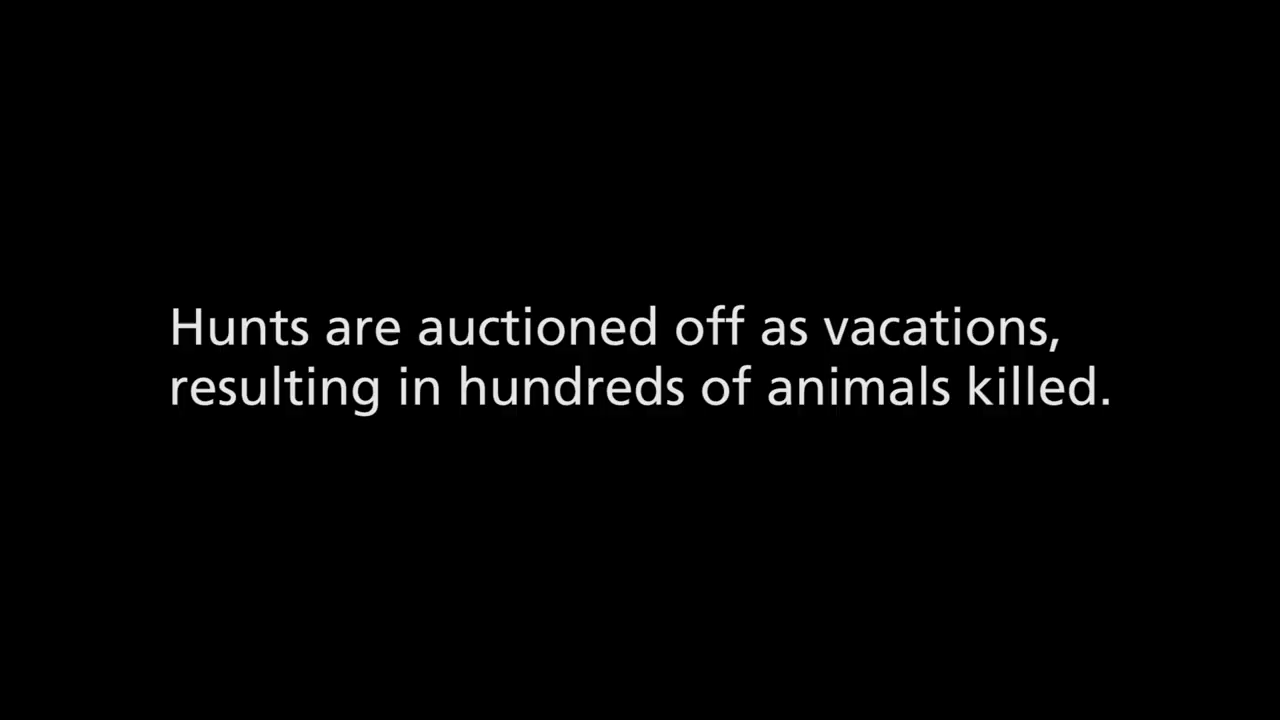 Hunts are auctioned off as vacations,
resulting in hundreds of animals killed.